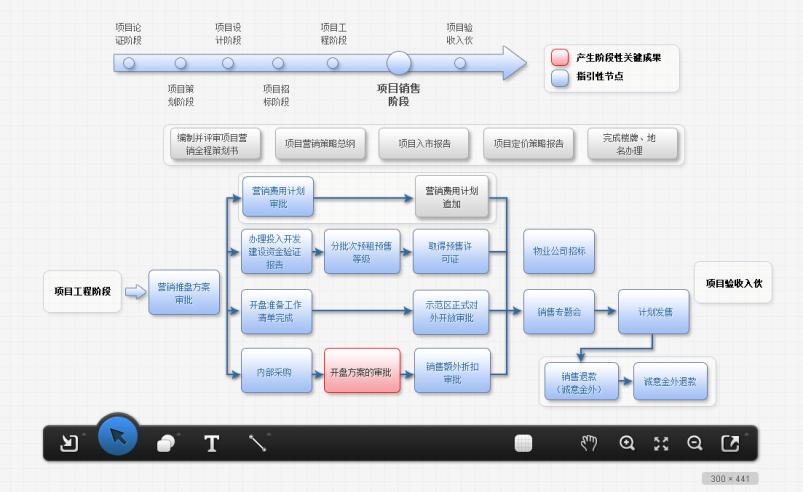 项目论
证阶段
项目设
计阶段
项目工
程阶段
项目验
收入伙
项目策
划阶段
项目招
标阶段
项目销售
阶段
产生阶段性关键成果
指引性节点
编制并评审项目营
销全程策划书
项目营销策略总纲
项目入市报告
项目定价策略报告
完成楼牌、地
名办理
营销费用计划
审批
营销费用计划
追加
办理投入开发
建设资金验证
报告
分批次预租预售
等级
取得预售许
可证
物业公司招标
项目工程阶段
营销推盘方案
审批
开盘准备工作
清单完成
示范区正式对
外开放审批
销售专题会
计划发售
项目验收入伙
内部采购
开盘方案的审批
销售额外折扣
审批
销售退款
（诚意金外）
诚意金外退款
T
300 × 441